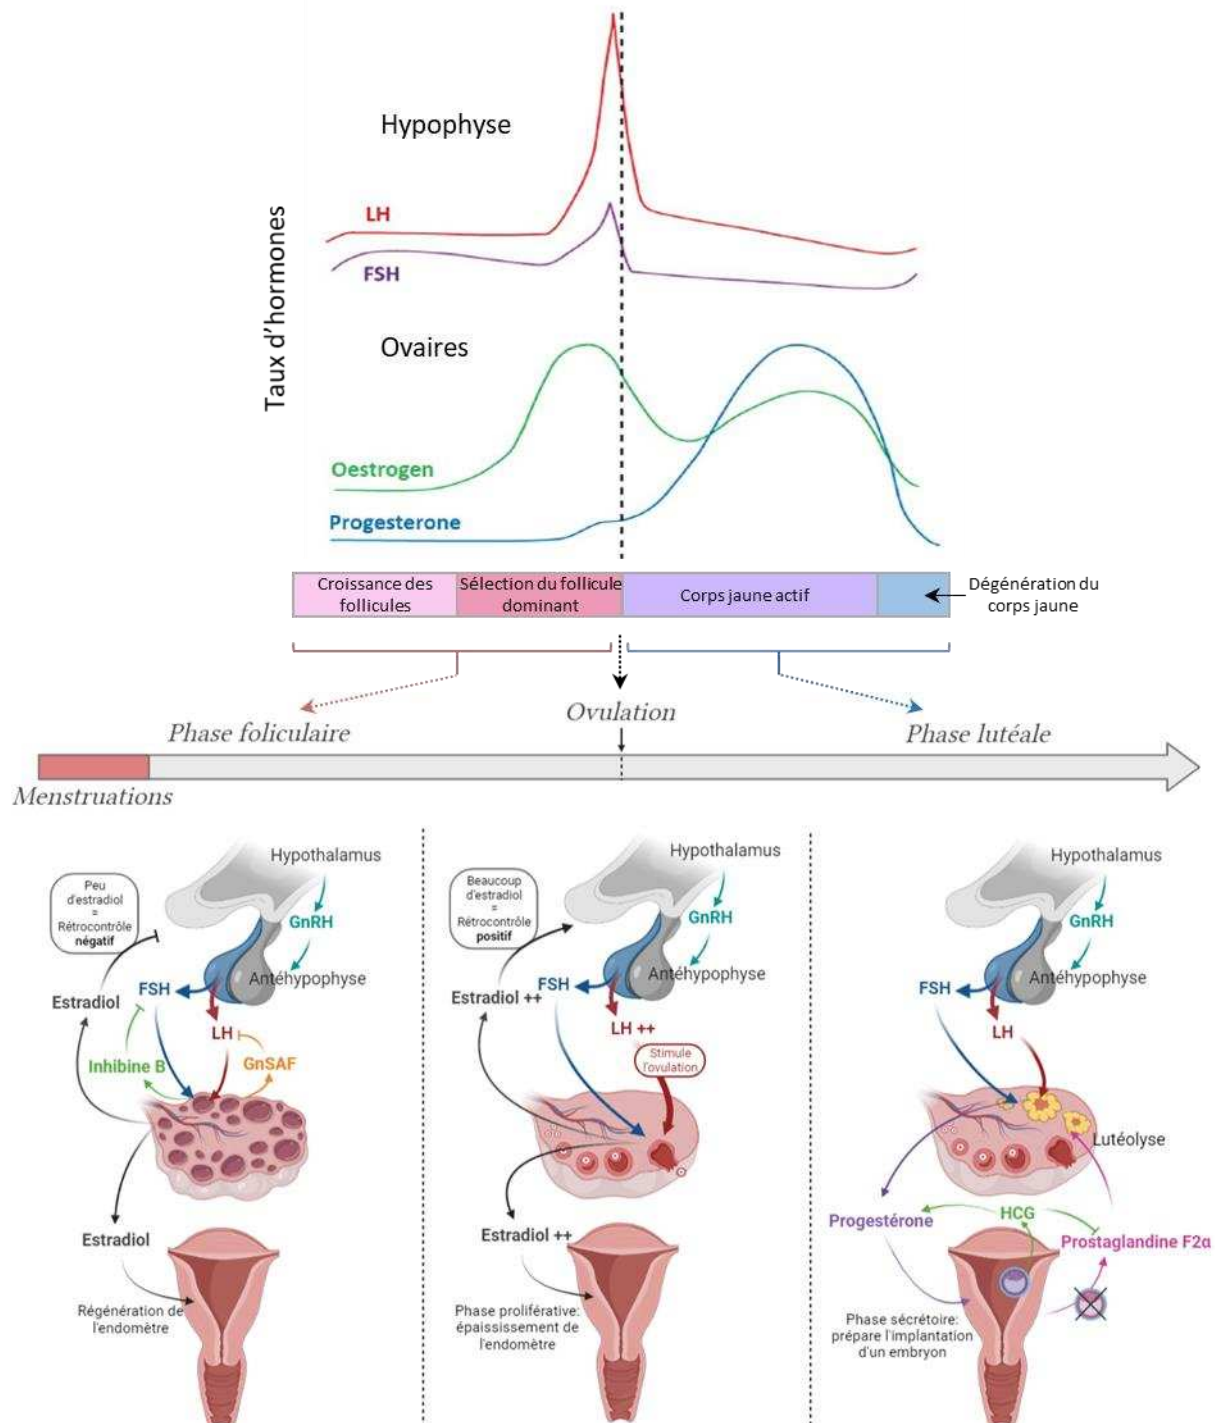 Hypophyse
LH
FSH
Taux d'hormones
Ovaires
Oestrogen
Progesterone
Croissance des
follicules
Sélection du follicule
dominant
Corps jaune actif
Dégénération du
corps jaune
Ovulation
Phase foliculaire
Phase lutéale
Menstruations
Hypothalamus
Peu
d'estradiol
=
Rétrocontrôle
négatif
GnRH
Antéhypophyse
FSH
Estradiol
LH
Inhibine B
GnSAF
Estradiol
Régénération de
l'endomètre
Hypothalamus
Beaucoup
d'estradiol
=
Rétrocontrôle
positif
GnRH
Antéhypophyse
FSH
Estradiol ++
LH ++
Stimule
l'ovulation
Estradiol ++
Phase proliférative:
épaississement de
l'endomètre
Hypothalamus
GnRH
Antéhypophyse
FSH
LH
Lutéolyse
HCG
Progestérone
Prostaglandine F2α
Phase sécrétoire:
prépare l'implantation
d'un embryon